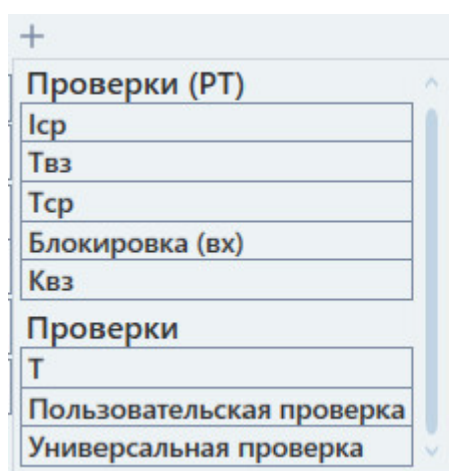 Проверки (РТ)
Iср
Твз
Тср
Блокировка (вх)
Квз
Проверки
Т
Пользовательская проверка
Универсальная проверка